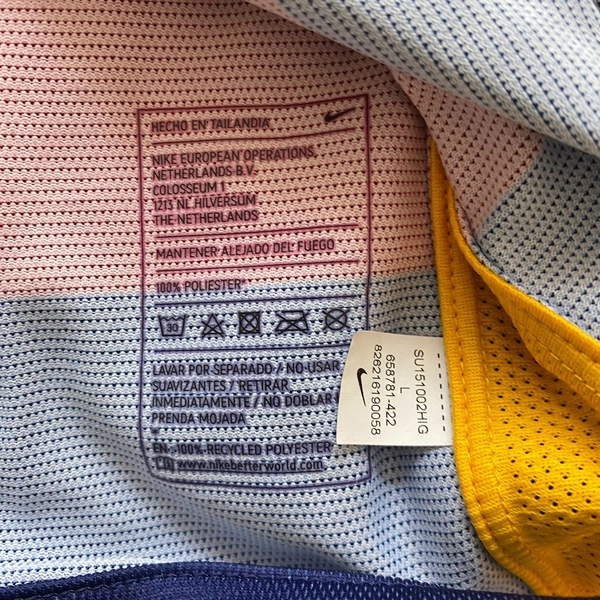 HECHO EN TAILANDIA
NIKE EUROPEAN OPERATIONS,
NETHERLANDS B.V.
COLOSSEUM 1
1213 NL HILVERSUM
THE NETHERLANDS
MANTENER ALEJADO DEL FUEGO
100% POLIESTER*
30
LAVAR POR SEPARADO / NO USAR
SUAVIZANTES / RETIRAR
INMEDIATAMENTE / NO DOBLAR
PRENDA MOJADA
EN: 100% RECYCLED POLYESTER
www.nikebetterworld.com
SU151002HIG
L
658781-422
826216190058